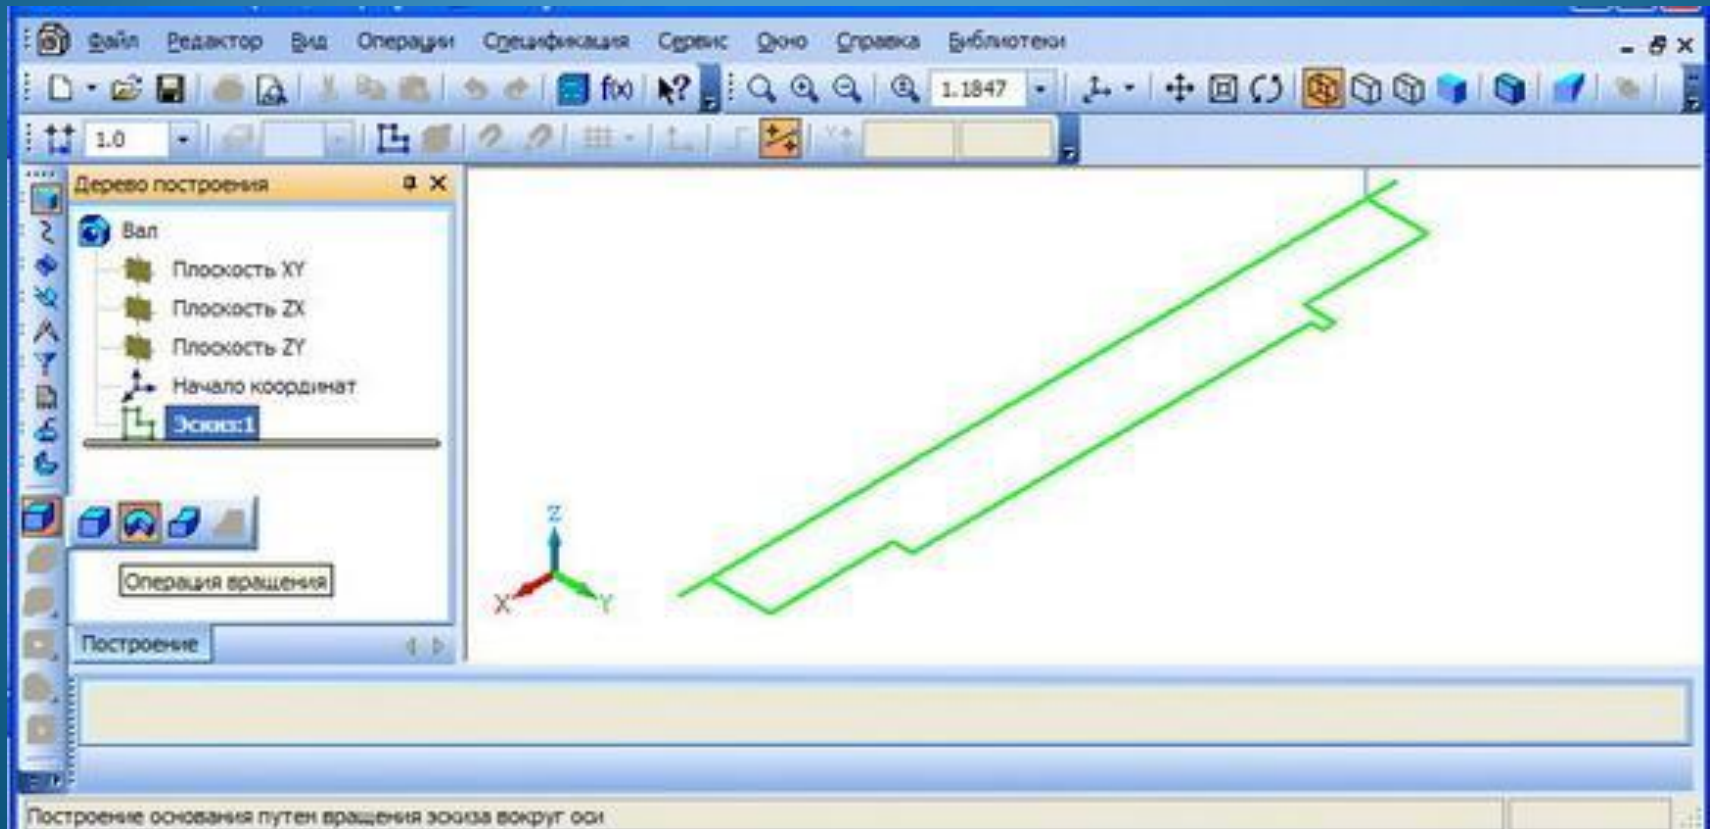 Файл Редактор Вид Операции Спецификация Сервис Окно Справка Библиотеки
f(x) 1.1847
1.0
Дерево построения
Вал
Плоскость XY
Плоскость ZX
Плоскость ZY
Начало координат
Эскиз:1
Операция вращения
Z
X Y
Построение
Построение основания путем вращения эскиза вокруг оси